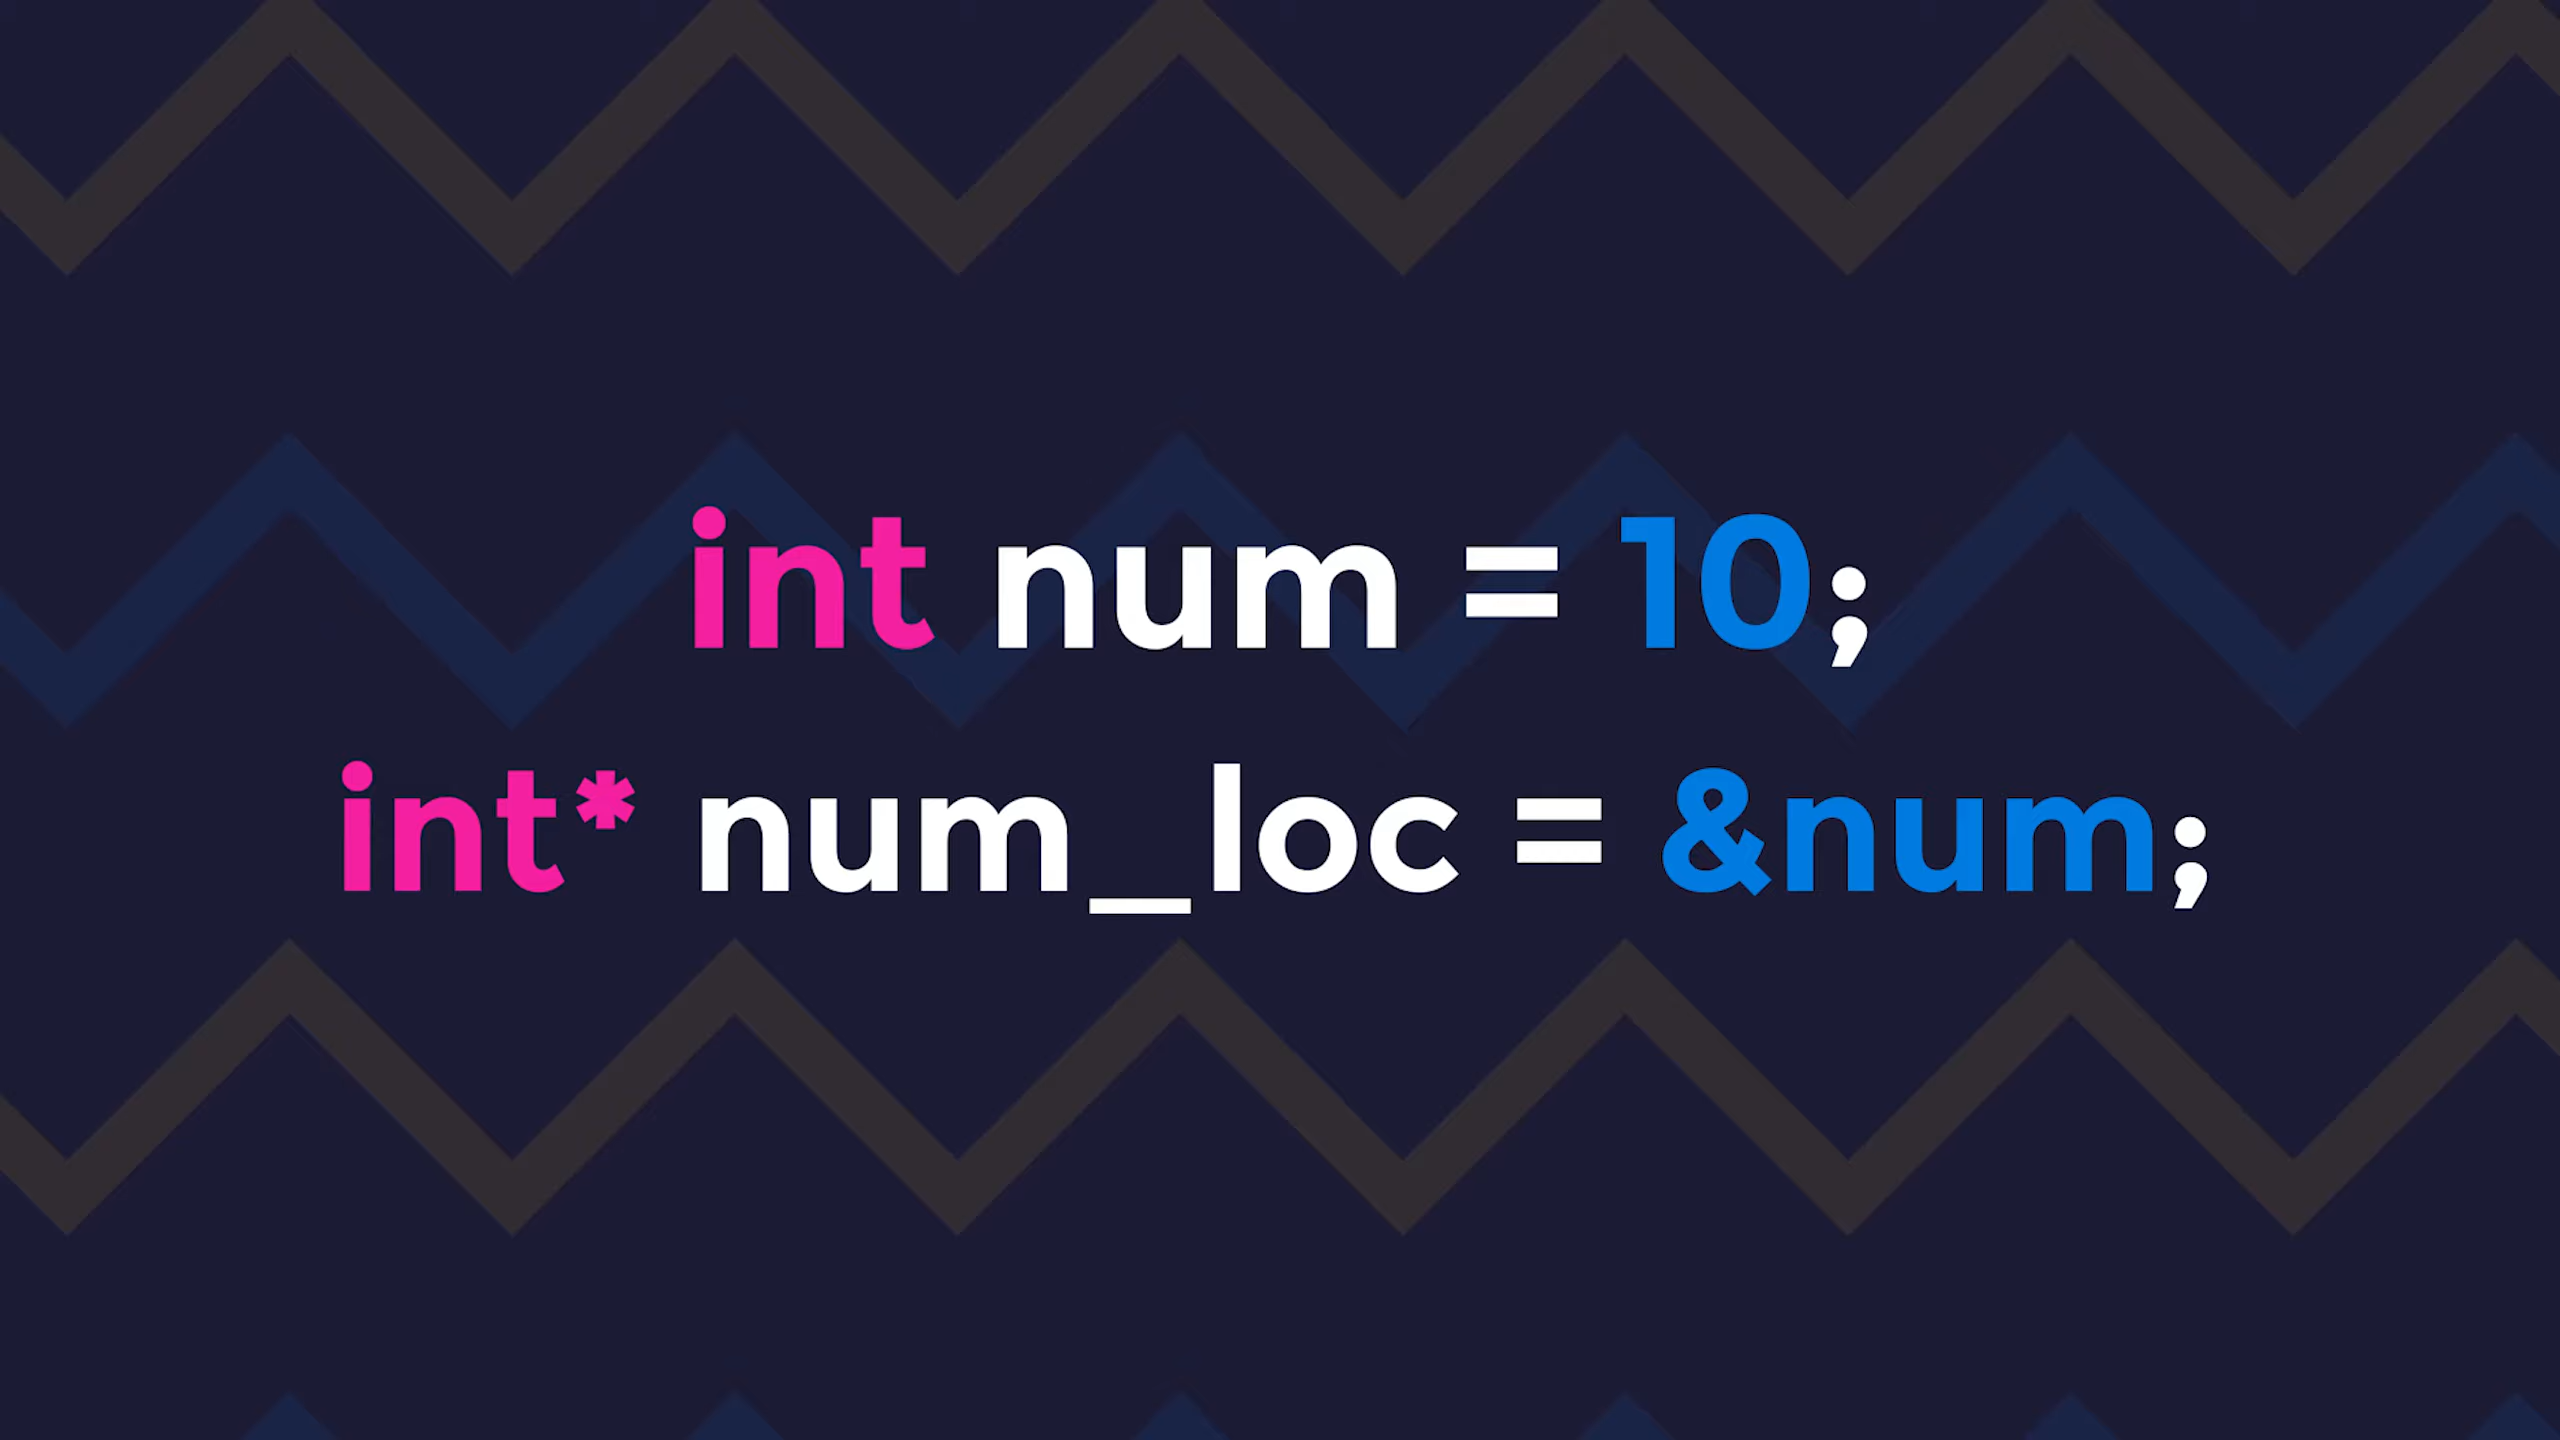 int num = 10;
int* num_loc = &num;